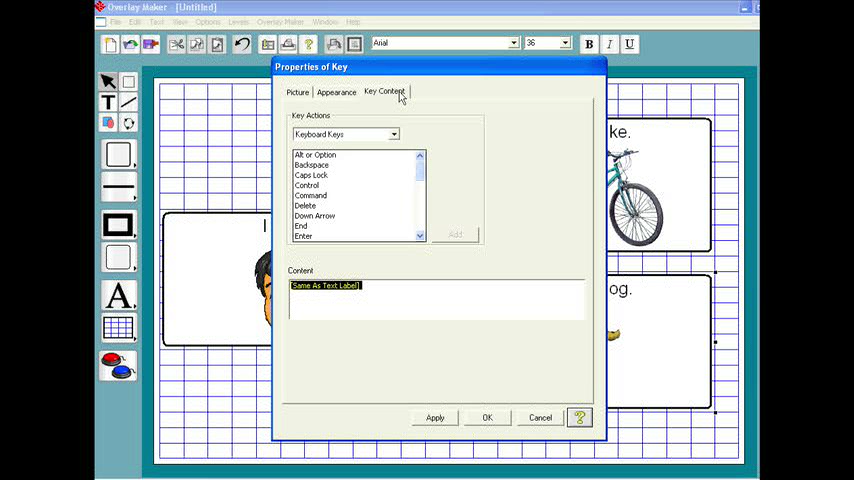 Overlay Maker - [Untitled]
File Edit Text View Options Levels Overlay Maker Window Help
Arial 36 B I U
Properties of Key
Picture Appearance Key Content
Key Actions
Keyboard Keys
Alt or Option
Backspace
Caps Lock
Control
Command
Delete
Down Arrow
End
Enter
Add
Content
[Same As Text Label]
Apply OK Cancel ?
T
A
I
ke.
og.